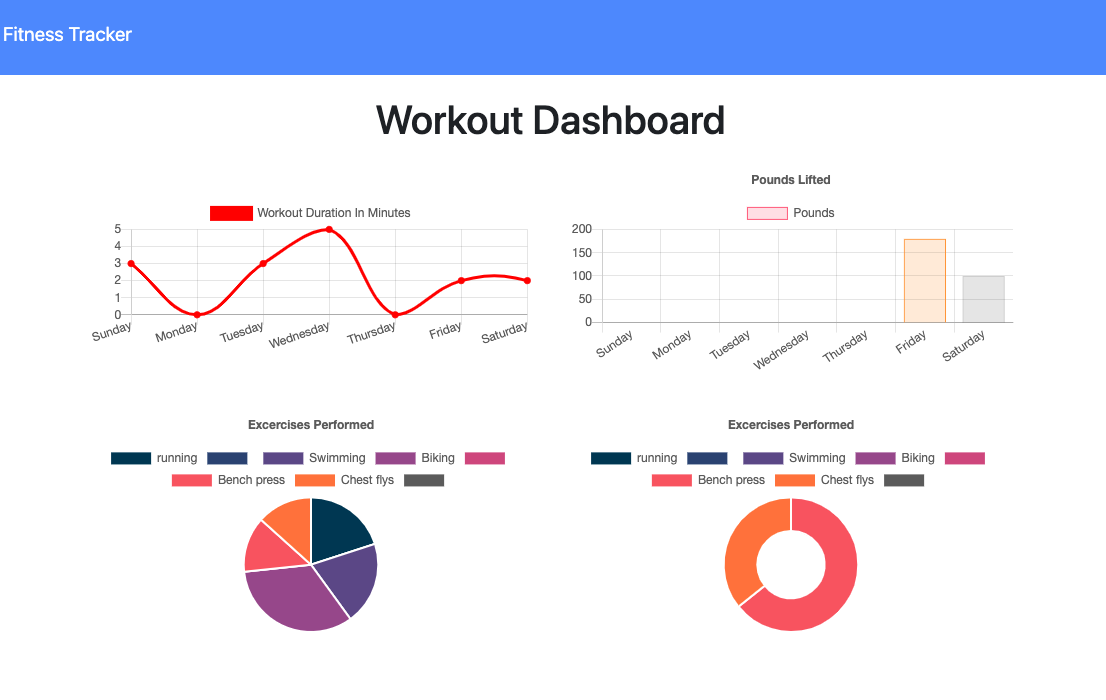 Fitness Tracker
Workout Dashboard
Workout Duration In Minutes
5
4
3
2
1
0
Sunday Monday Tuesday Wednesday Thursday Friday Saturday
Pounds Lifted
Pounds
200
150
100
50
0
Sunday Monday Tuesday Wednesday Thursday Friday Saturday
Excercises Performed
running Swimming Biking
Bench press Chest flys
Excercises Performed
running Swimming Biking
Bench press Chest flys